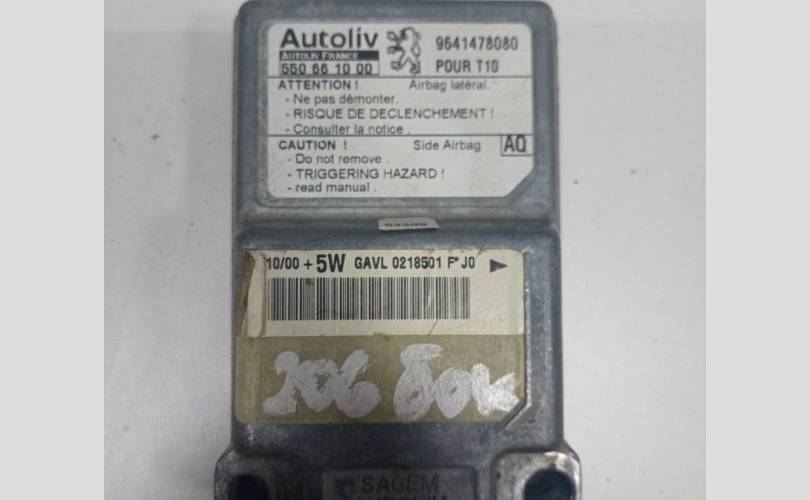 Autoliv
AUTOLIV FRANCE
550 66 10 00
9641478080
POUR T10
ATTENTION ! Airbag latéral.
- Ne pas démonter.
- RISQUE DE DECLENCHEMENT !
- Consulter la notice .
CAUTION ! Side Airbag AQ
- Do not remove .
- TRIGGERING HAZARD !
- read manual .
10/00 + 5W GAVL 0218501 F* J0
206 бок
SAGEM